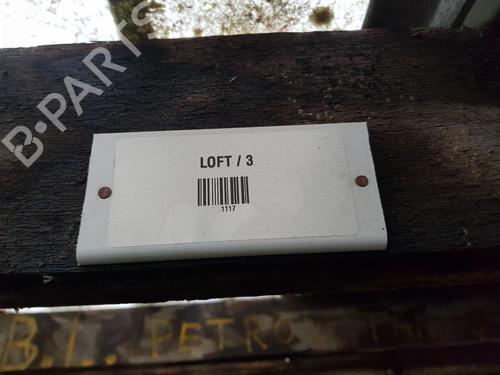 B-PARTS
LOFT / 3
1117
B.L.. PETRO.